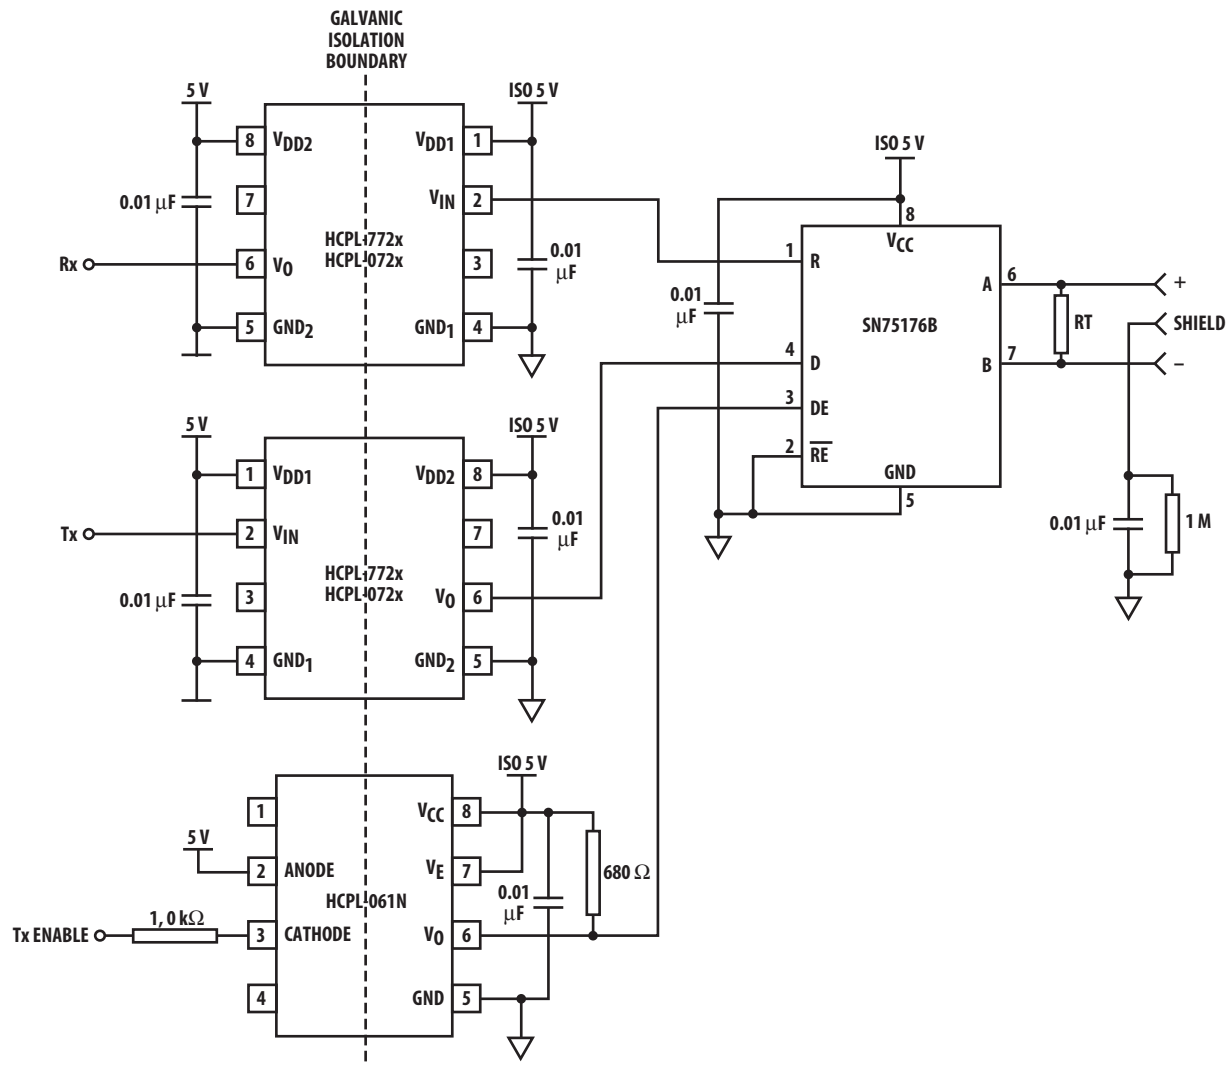 GALVANIC
ISOLATION
BOUNDARY
5 V
ISO 5 V
8 VDD2
VDD1 1
0.01 μF
7
VIN 2
HCPL-772x
HCPL-072x
Rx
6 VO
3
0.01
μF
5 GND2
GND1 4
ISO 5 V
8
VCC
1
R
0.01
μF
SN75176B
A
6
+
RT
SHIELD
4
D
B
7
–
3
DE
2
RE
GND
5
0.01 μF
1 M
5 V
ISO 5 V
1 VDD1
VDD2 8
Tx
2 VIN
7
0.01
μF
HCPL-772x
HCPL-072x
0.01 μF
3
VO 6
4 GND1
GND2 5
ISO 5 V
1
VCC 8
5 V
2 ANODE
VE 7
680 Ω
HCPL-061N
0.01
μF
1, 0 kΩ
Tx ENABLE
3 CATHODE
VO 6
4
GND 5